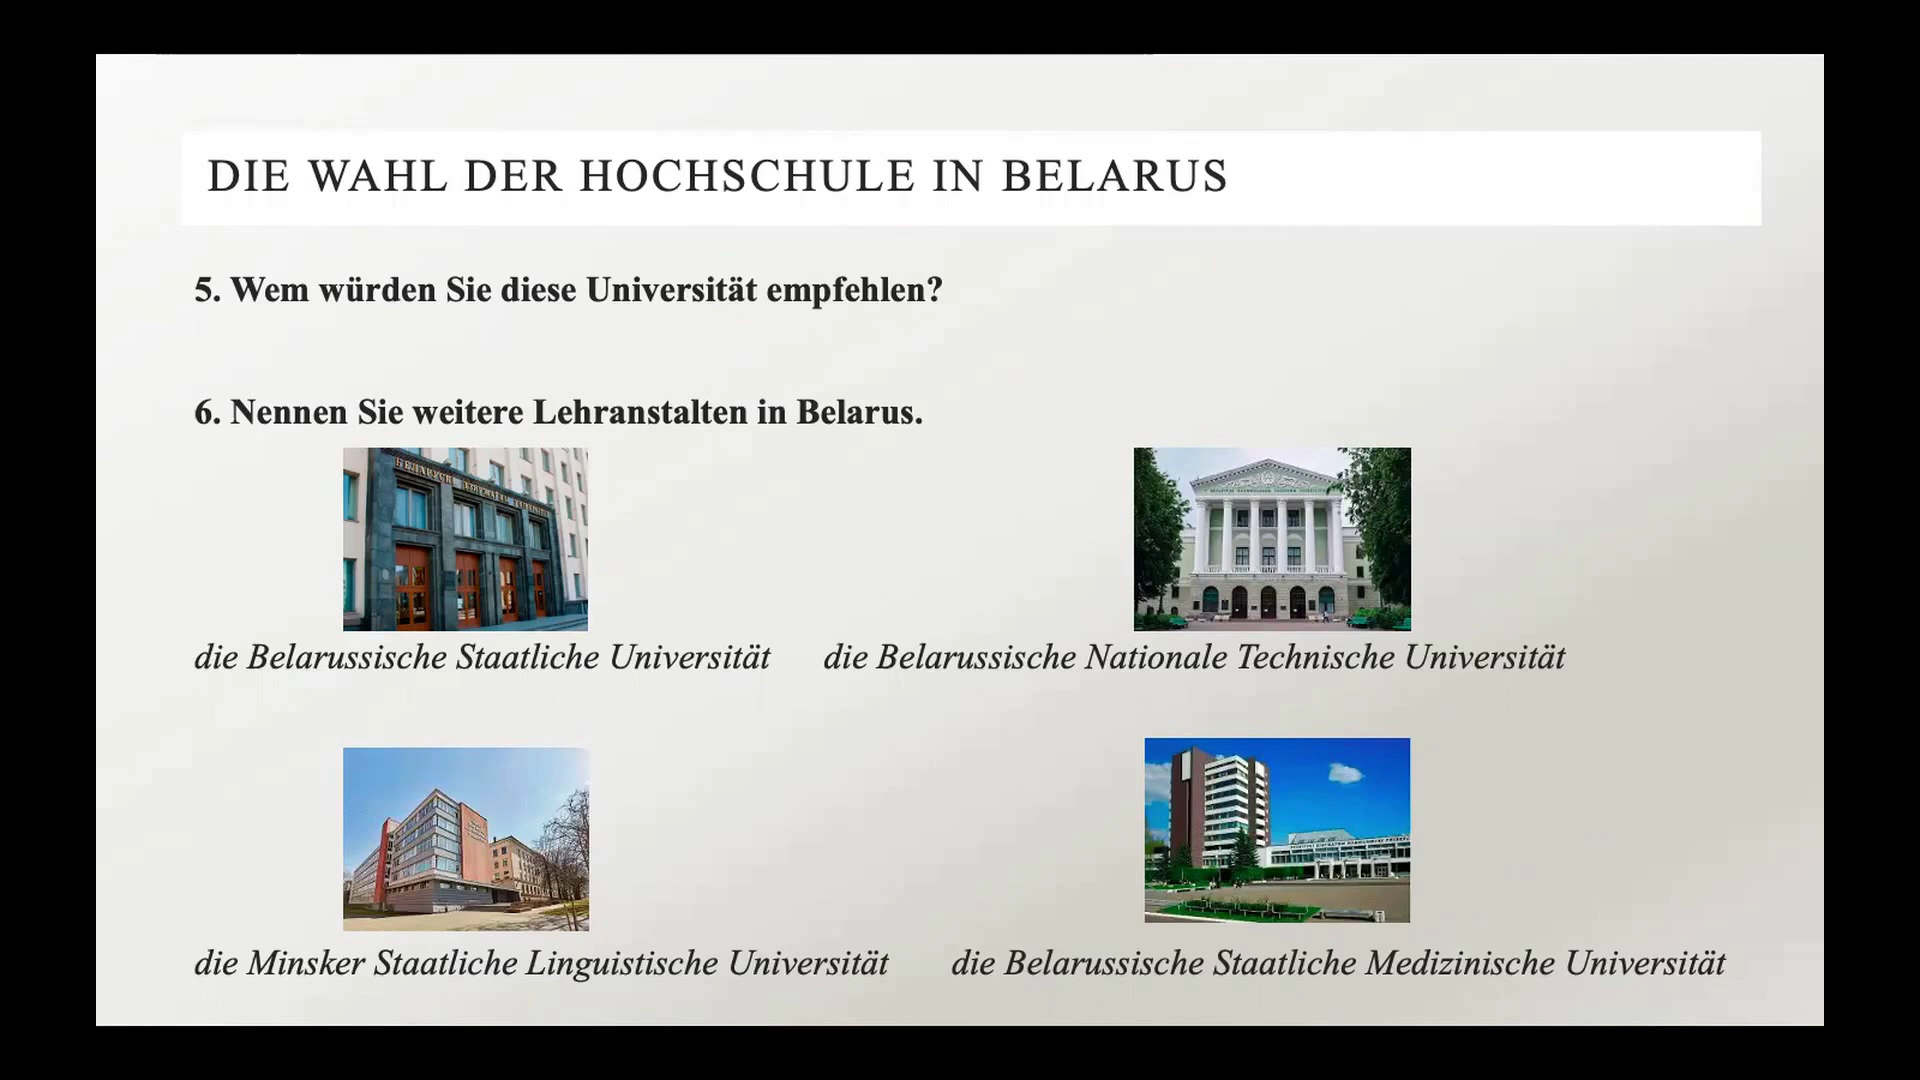 DIE WAHL DER HOCHSCHULE IN BELARUS
5. Wem würden Sie diese Universität empfehlen?
6. Nennen Sie weitere Lehranstalten in Belarus.
die Belarussische Staatliche Universität
die Belarussische Nationale Technische Universität
die Minsker Staatliche Linguistische Universität
die Belarussische Staatliche Medizinische Universität